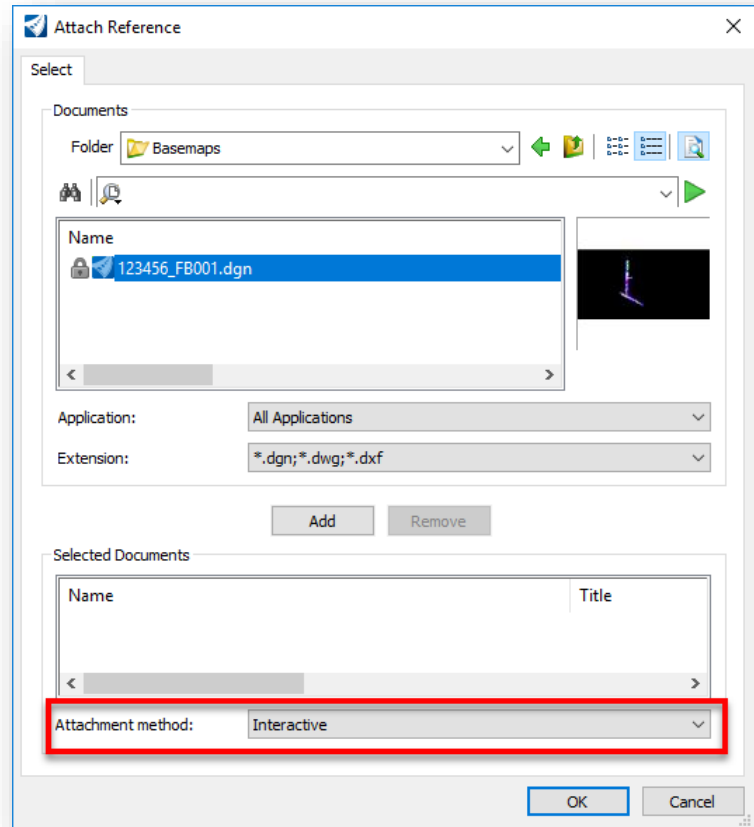 Attach Reference
Select
Documents
Folder Basemaps
Name
123456_FB001.dgn
Application: All Applications
Extension: *.dgn;*.dwg;*.dxf
Add Remove
Selected Documents
Name Title
Attachment method: Interactive
OK Cancel